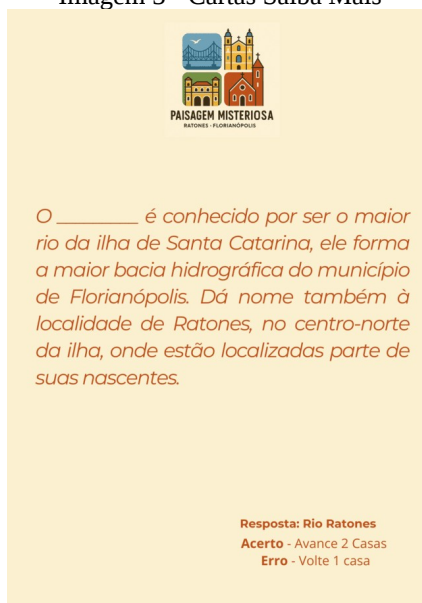 Imagem 3 - Cartas Saiba Mais
PAISAGEM MISTERIOSA
RATONES - FLORIANÓPOLIS
O ________ é conhecido por ser o maior
rio da ilha de Santa Catarina, ele forma
a maior bacia hidrográfica do município
de Florianópolis. Dá nome também à
localidade de Ratones, no centro-norte
da ilha, onde estão localizadas parte de
suas nascentes.
Resposta: Rio Ratones
Acerto - Avance 2 Casas
Erro - Volte 1 casa